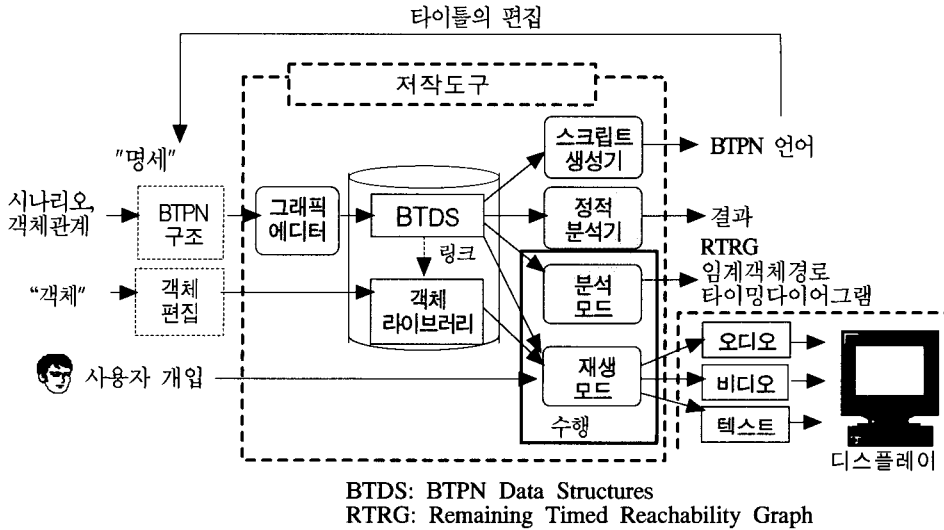 타이틀의 편집
저작도구
"명세"
스크립트
생성기
BTPN 언어
시나리오,
객체관계
BTPN
구조
그래픽
에디터
BTDS
정적
분석기
결과
링크
RTRG
임계객체경로
타이밍다이어그램
"객체"
객체
편집
객체
라이브러리
분석
모드
사용자 개입
재생
모드
수행
오디오
비디오
텍스트
디스플레이
BTDS: BTPN Data Structures
RTRG: Remaining Timed Reachability Graph